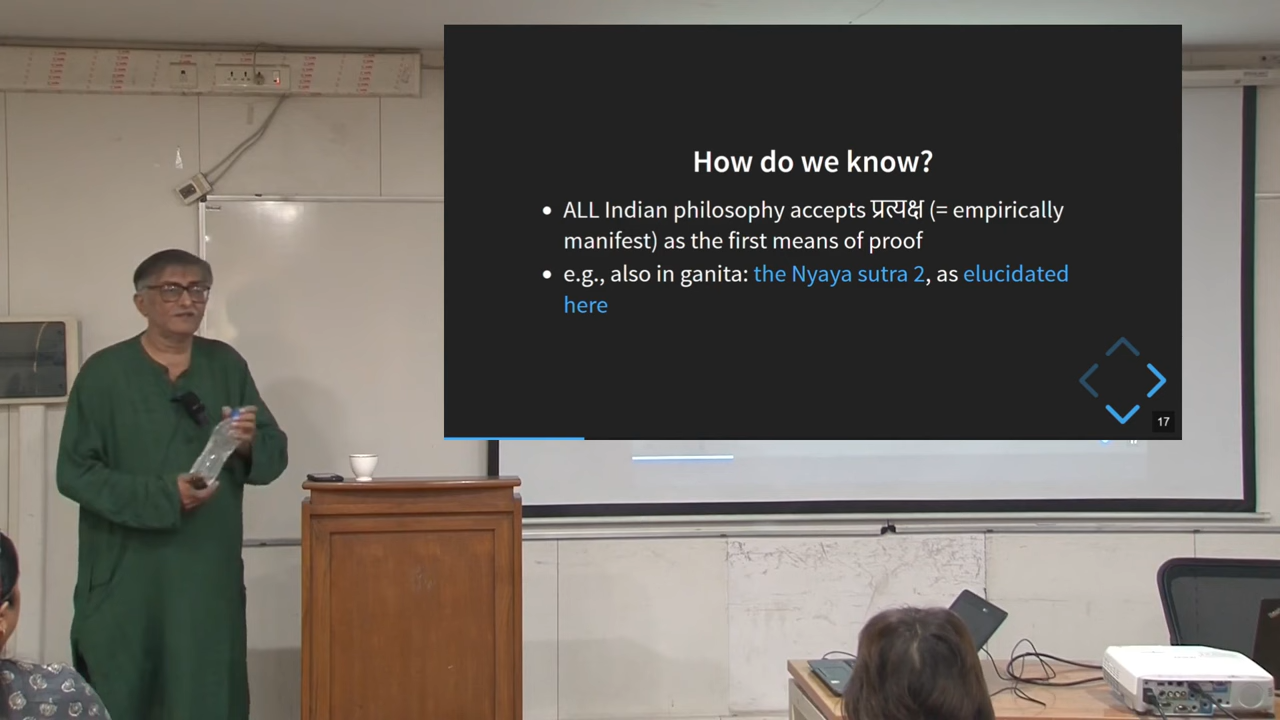 How do we know?
ALL Indian philosophy accepts प्रत्यक्ष (= empirically
manifest) as the first means of proof
e.g., also in ganita: the Nyaya sutra 2, as elucidated
here
17